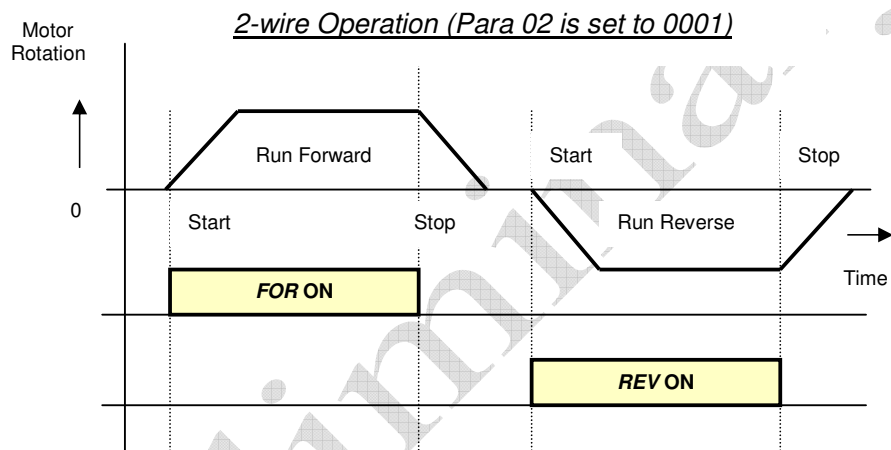 2-wire Operation (Para 02 is set to 0001)
Motor
Rotation
Run Forward
Start
Stop
0
Start
Stop
Run Reverse
Time
FOR ON
REV ON